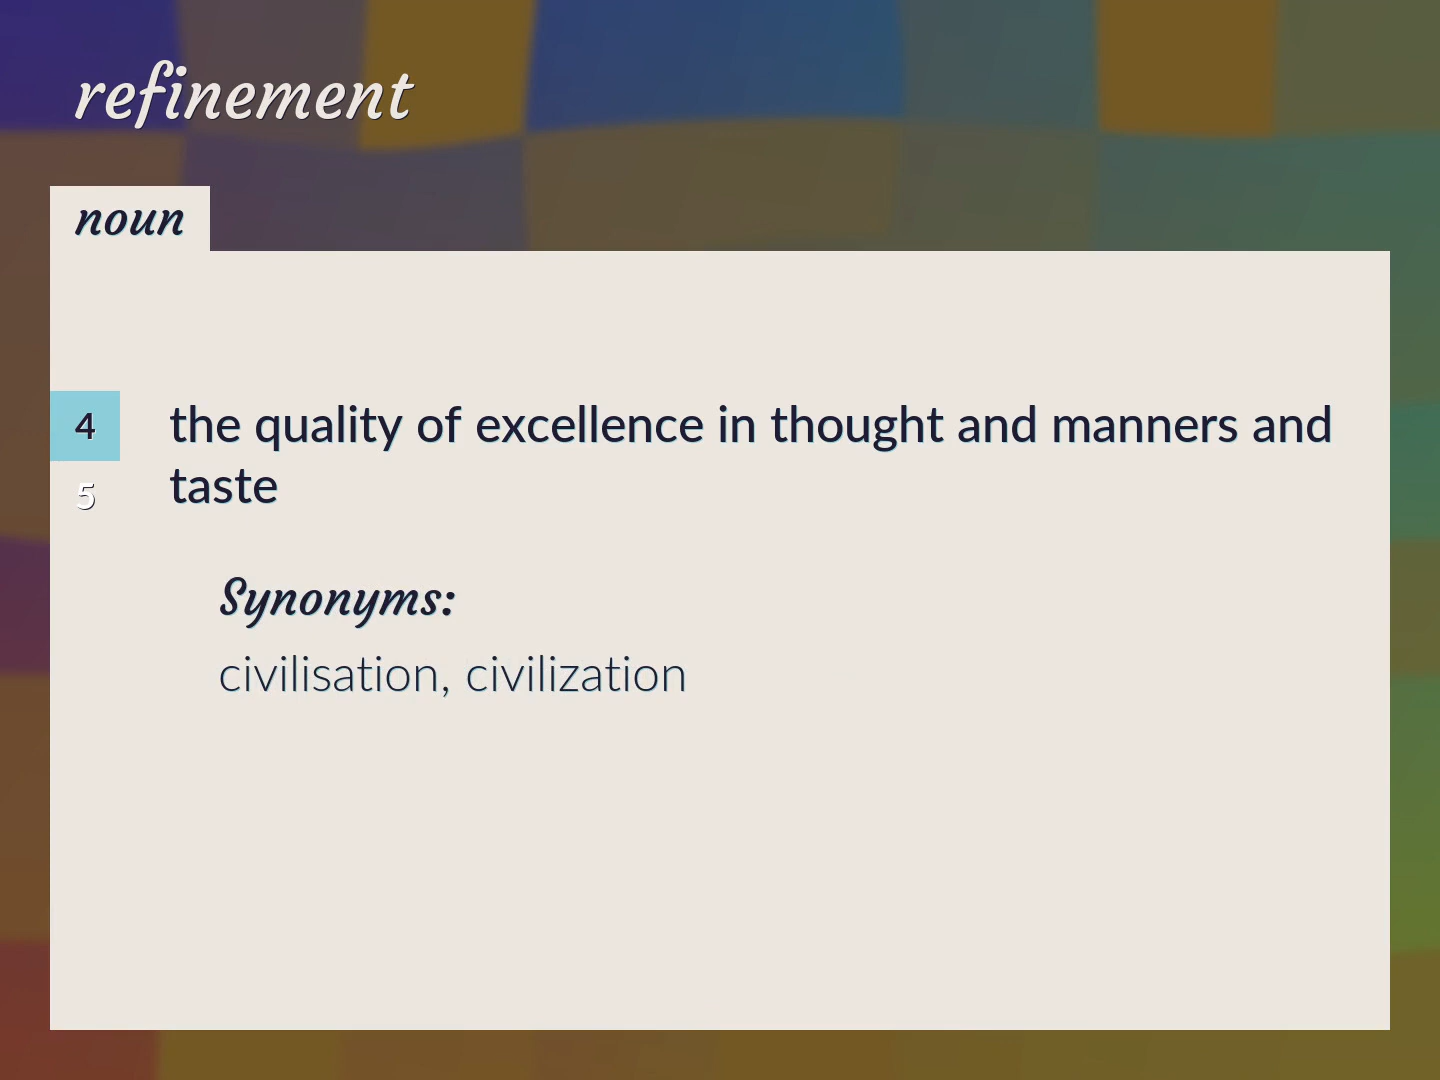 refinement
noun
4
the quality of excellence in thought and manners and
taste
5
Synonyms:
civilisation, civilization